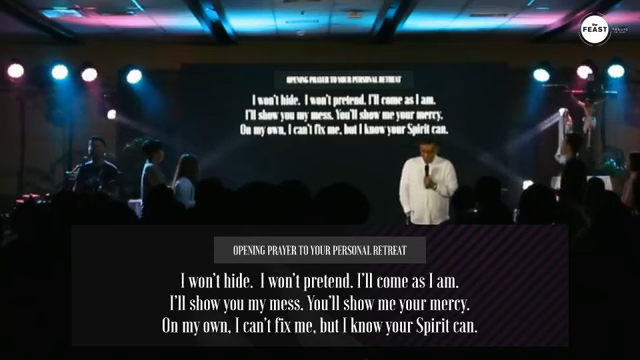 the
FEAST
OPENING PRAYER TO YOUR PERSONAL RETREAT
I won't hide. I won't pretend. I'll come as I am.
I'll show you my mess. You'll show me your mercy.
On my own, I can't fix me, but I know your Spirit can.
OPENING PRAYER TO YOUR PERSONAL RETREAT
I won't hide. I won't pretend. I'll come as I am.
I'll show you my mess. You'll show me your mercy.
On my own, I can't fix me, but I know your Spirit can.